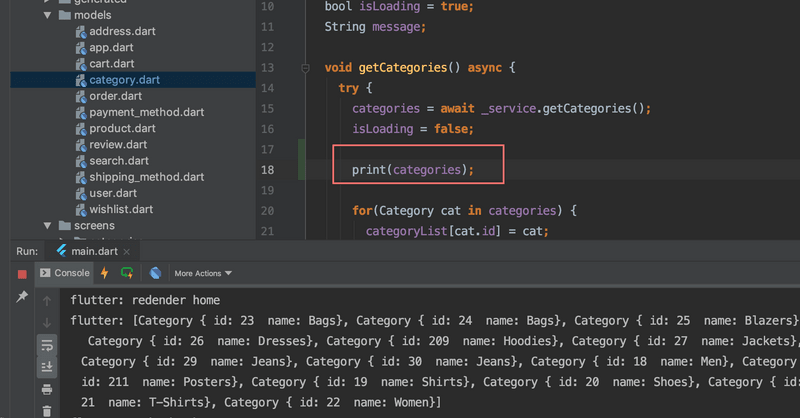 generated
models
address.dart
app.dart
cart.dart
category.dart
order.dart
payment_method.dart
product.dart
review.dart
search.dart
shipping_method.dart
user.dart
wishlist.dart
screens
10 bool isLoading = true;
11 String message;
12
13 void getCategories() async {
14 try {
15 categories = await _service.getCategories();
16 isLoading = false;
17
18 print(categories);
19
20 for(Category cat in categories) {
21 categoryList[cat.id] = cat;
Run: main.dart ×
Console More Actions
flutter: redender home
flutter: [Category { id: 23  name: Bags}, Category { id: 24  name: Bags}, Category { id: 25  name: Blazers}
Category { id: 26  name: Dresses}, Category { id: 209  name: Hoodies}, Category { id: 27  name: Jackets},
Category { id: 29  name: Jeans}, Category { id: 30  name: Jeans}, Category { id: 18  name: Men}, Category
id: 211  name: Posters}, Category { id: 19  name: Shirts}, Category { id: 20  name: Shoes}, Category { id:
21  name: T-Shirts}, Category { id: 22  name: Women}]